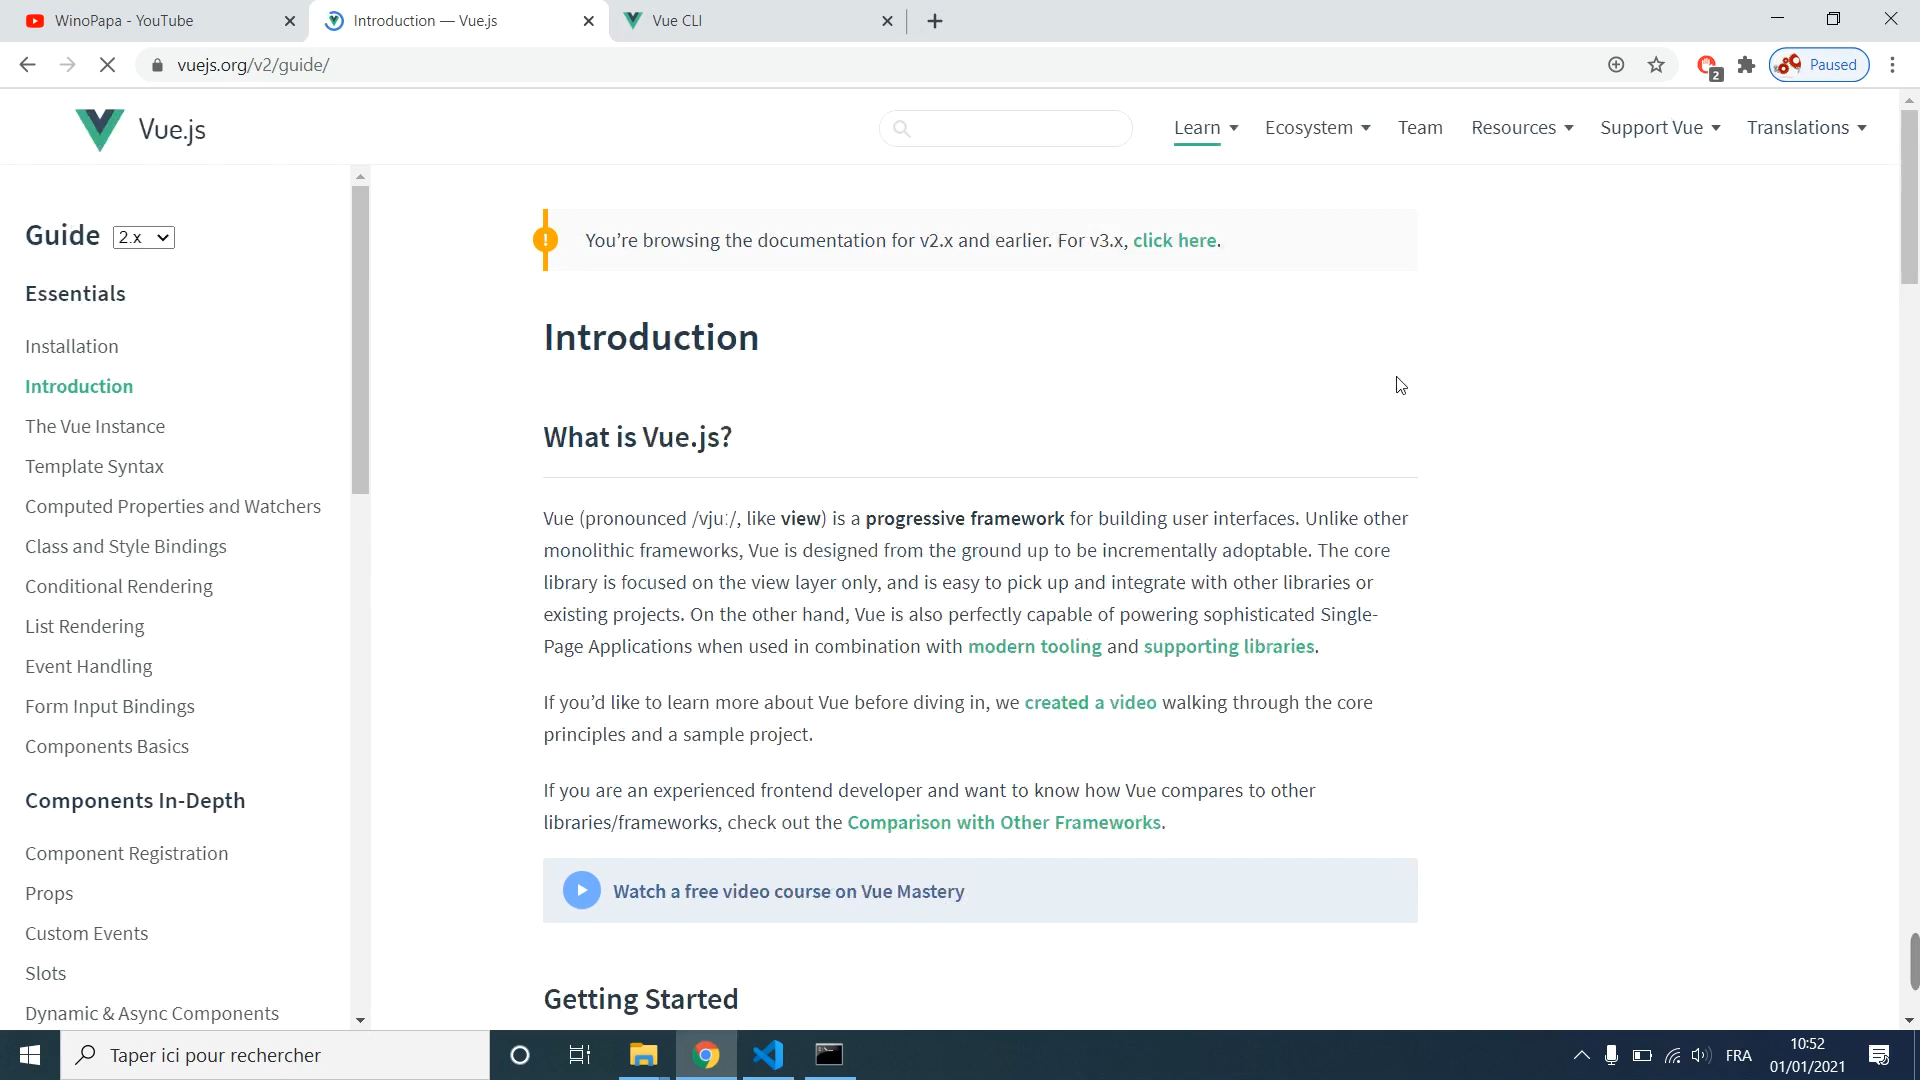 WinoPapa - YouTube
Introduction — Vue.js
Vue CLI
vuejs.org/v2/guide/
2
Paused
Vue.js
Learn
Ecosystem
Team
Resources
Support Vue
Translations
Guide
2.x
Essentials
Installation
Introduction
The Vue Instance
Template Syntax
Computed Properties and Watchers
Class and Style Bindings
Conditional Rendering
List Rendering
Event Handling
Form Input Bindings
Components Basics
Components In-Depth
Component Registration
Props
Custom Events
Slots
Dynamic & Async Components
!
You’re browsing the documentation for v2.x and earlier. For v3.x, click here.
Introduction
What is Vue.js?
Vue (pronounced /vjuː/, like view) is a progressive framework for building user interfaces. Unlike other
monolithic frameworks, Vue is designed from the ground up to be incrementally adoptable. The core
library is focused on the view layer only, and is easy to pick up and integrate with other libraries or
existing projects. On the other hand, Vue is also perfectly capable of powering sophisticated Single-
Page Applications when used in combination with modern tooling and supporting libraries.
If you’d like to learn more about Vue before diving in, we created a video walking through the core
principles and a sample project.
If you are an experienced frontend developer and want to know how Vue compares to other
libraries/frameworks, check out the Comparison with Other Frameworks.
Watch a free video course on Vue Mastery
Getting Started
Taper ici pour rechercher
FRA
10:52
01/01/2021